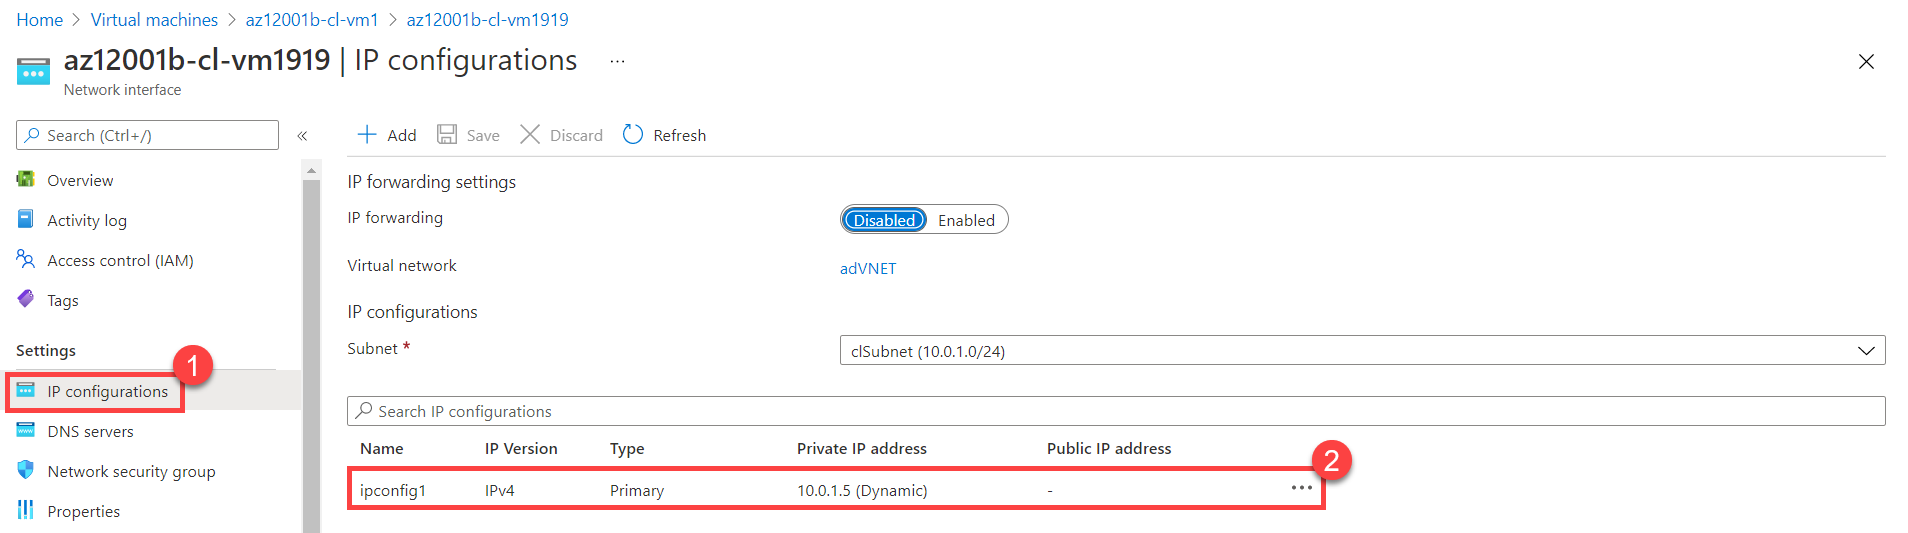 Home > Virtual machines > az12001b-cl-vm1 > az12001b-cl-vm1919
az12001b-cl-vm1919 | IP configurations ...
Network interface
Search (Ctrl+/) «
Add Save Discard Refresh
Overview
Activity log
Access control (IAM)
Tags
Settings
1
IP configurations
DNS servers
Network security group
Properties
IP forwarding settings
IP forwarding Disabled Enabled
Virtual network adVNET
IP configurations
Subnet * clSubnet (10.0.1.0/24)
Search IP configurations
Name IP Version Type Private IP address Public IP address
2
ipconfig1 IPv4 Primary 10.0.1.5 (Dynamic) - ...